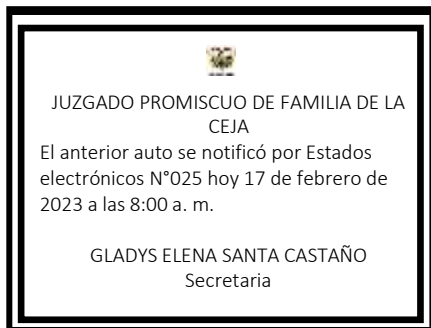 JUZGADO PROMISCUO DE FAMILIA DE LA
CEJA
El anterior auto se notificó por Estados
electrónicos N°025 hoy 17 de febrero de
2023 a las 8:00 a. m.
GLADYS ELENA SANTA CASTAÑO
Secretaria